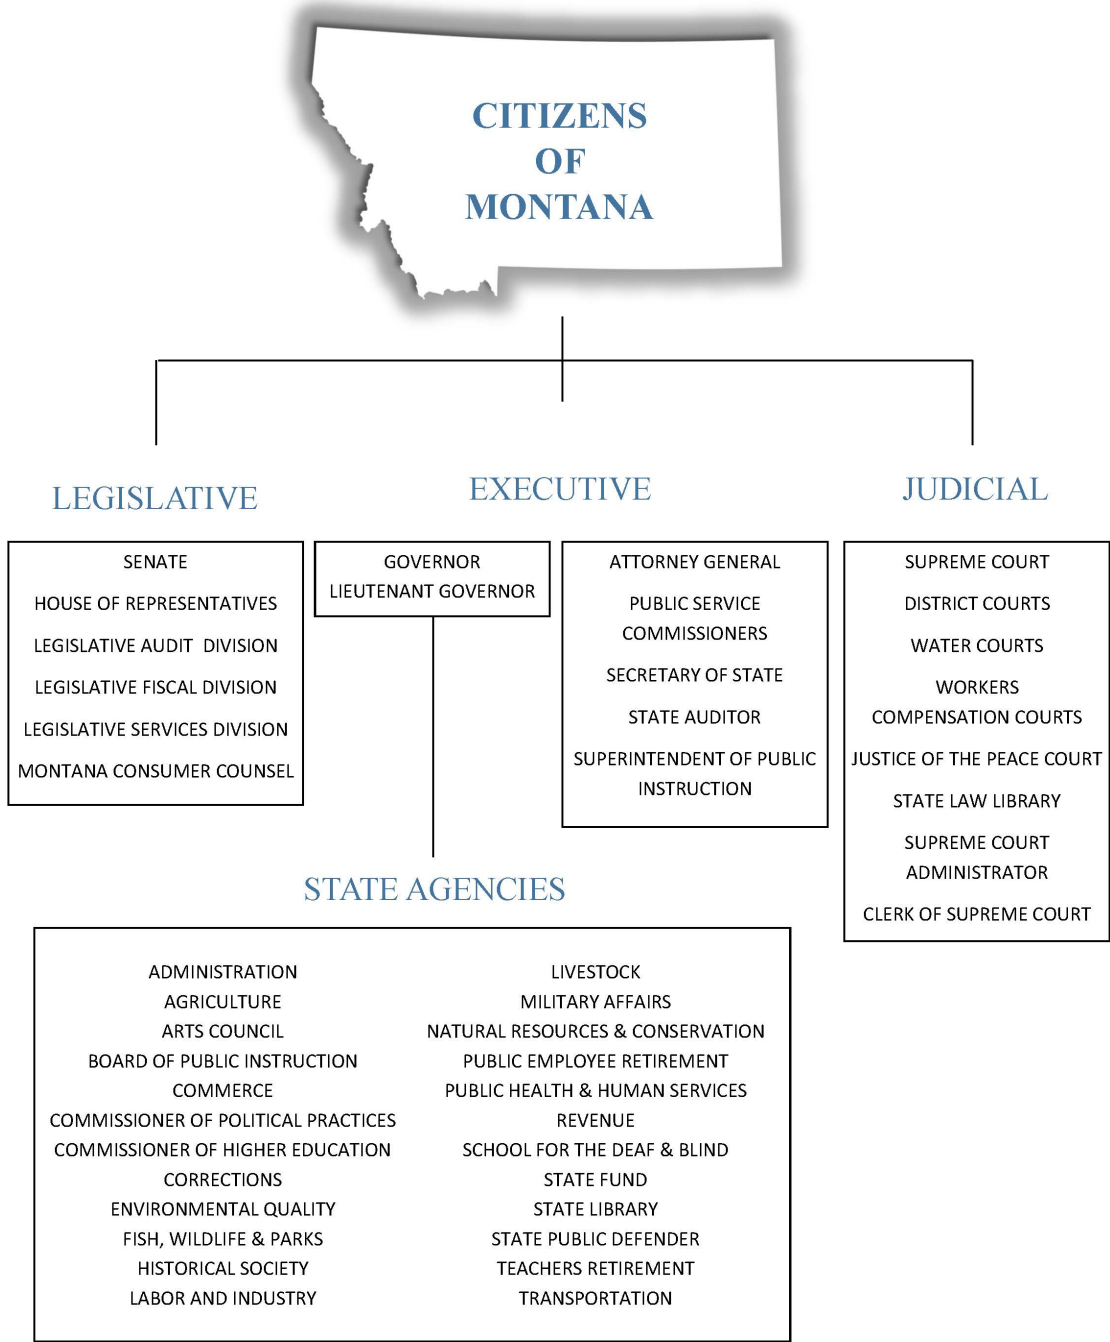 CITIZENS
OF
MONTANA
LEGISLATIVE
SENATE
HOUSE OF REPRESENTATIVES
LEGISLATIVE AUDIT DIVISION
LEGISLATIVE FISCAL DIVISION
LEGISLATIVE SERVICES DIVISION
MONTANA CONSUMER COUNSEL
EXECUTIVE
GOVERNOR
LIEUTENANT GOVERNOR
ATTORNEY GENERAL
PUBLIC SERVICE
COMMISSIONERS
SECRETARY OF STATE
STATE AUDITOR
SUPERINTENDENT OF PUBLIC
INSTRUCTION
JUDICIAL
SUPREME COURT
DISTRICT COURTS
WATER COURTS
WORKERS
COMPENSATION COURTS
JUSTICE OF THE PEACE COURT
STATE LAW LIBRARY
SUPREME COURT
ADMINISTRATOR
CLERK OF SUPREME COURT
STATE AGENCIES
ADMINISTRATION
AGRICULTURE
ARTS COUNCIL
BOARD OF PUBLIC INSTRUCTION
COMMERCE
COMMISSIONER OF POLITICAL PRACTICES
COMMISSIONER OF HIGHER EDUCATION
CORRECTIONS
ENVIRONMENTAL QUALITY
FISH, WILDLIFE & PARKS
HISTORICAL SOCIETY
LABOR AND INDUSTRY
LIVESTOCK
MILITARY AFFAIRS
NATURAL RESOURCES & CONSERVATION
PUBLIC EMPLOYEE RETIREMENT
PUBLIC HEALTH & HUMAN SERVICES
REVENUE
SCHOOL FOR THE DEAF & BLIND
STATE FUND
STATE LIBRARY
STATE PUBLIC DEFENDER
TEACHERS RETIREMENT
TRANSPORTATION